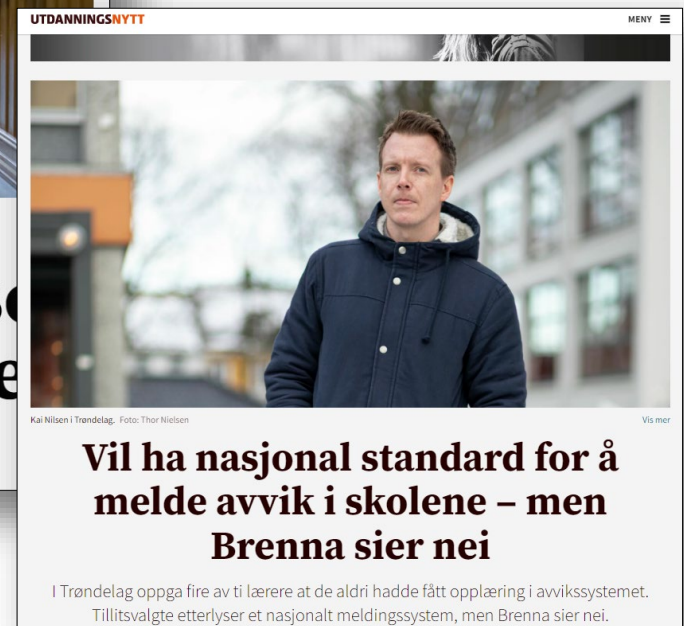 UTDANNINGSNYTT
MENY
Kai Nilsen i Trøndelag. Foto: Thor Nielsen
Vis mer
Vil ha nasjonal standard for å
melde avvik i skolene – men
Brenna sier nei
I Trøndelag oppga fire av ti lærere at de aldri hadde fått opplæring i avvikssystemet.
Tillitsvalgte etterlyser et nasjonalt meldingssystem, men Brenna sier nei.